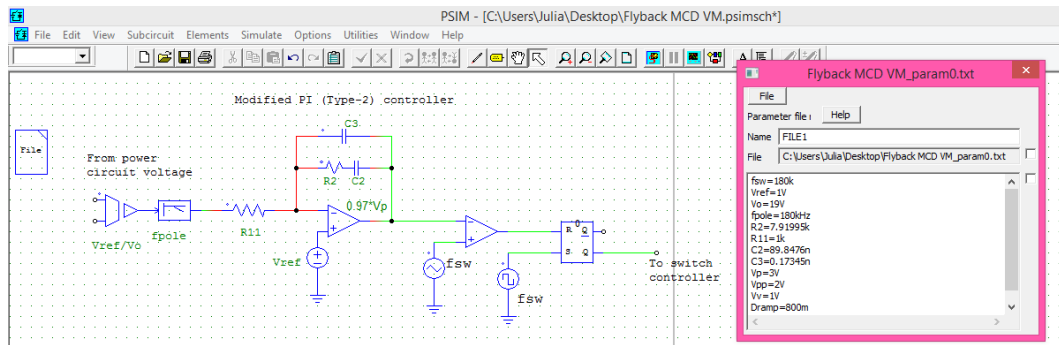 PSIM - [C:\Users\Julia\Desktop\Flyback MCD VM.psimsch*]
File Edit View Subcircuit Elements Simulate Options Utilities Window Help
Modified PI (Type-2) controller
File
From power
circuit voltage
Vref/Vo
fpole
R11
C3
R2 C2
0.97*Vp
Vref
fsw
fsw
R Q
S Q
To switch
controller
Flyback MCD VM_param0.txt
File
Parameter file
Help
Name FILE1
File C:\Users\Julia\Desktop\Flyback MCD VM_param0.txt
fsw=180k
Vref=1V
Vo=19V
fpole=180kHz
R2=7.91995k
R11=1k
C2=89.8476n
C3=0.17345n
Vp=3V
Vpp=2V
Vv=1V
Dramp=800m